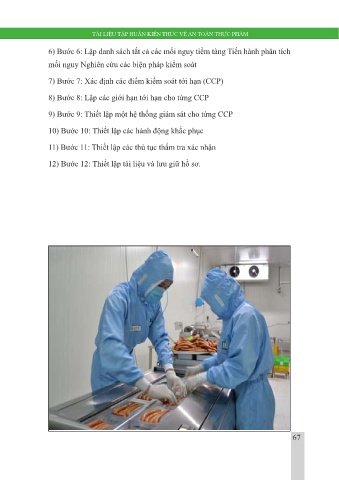 TÀI LIỆU TẬP HUẤN KIẾN THỨC VỀ AN TOÀN THỰC PHẨM
6) Bước 6: Lập danh sách tất cả các mối nguy tiềm tàng Tiến hành phân tích
mối nguy Nghiên cứu các biện pháp kiểm soát
7) Bước 7: Xác định các điểm kiểm soát tới hạn (CCP)
8) Bước 8: Lập các giới hạn tới hạn cho từng CCP
9) Bước 9: Thiết lập một hệ thống giám sát cho từng CCP
10) Bước 10: Thiết lập các hành động khắc phục
11) Bước 11: Thiết lập các thủ tục thẩm tra xác nhận
12) Bước 12: Thiết lập tài liệu và lưu giữ hồ sơ.
67